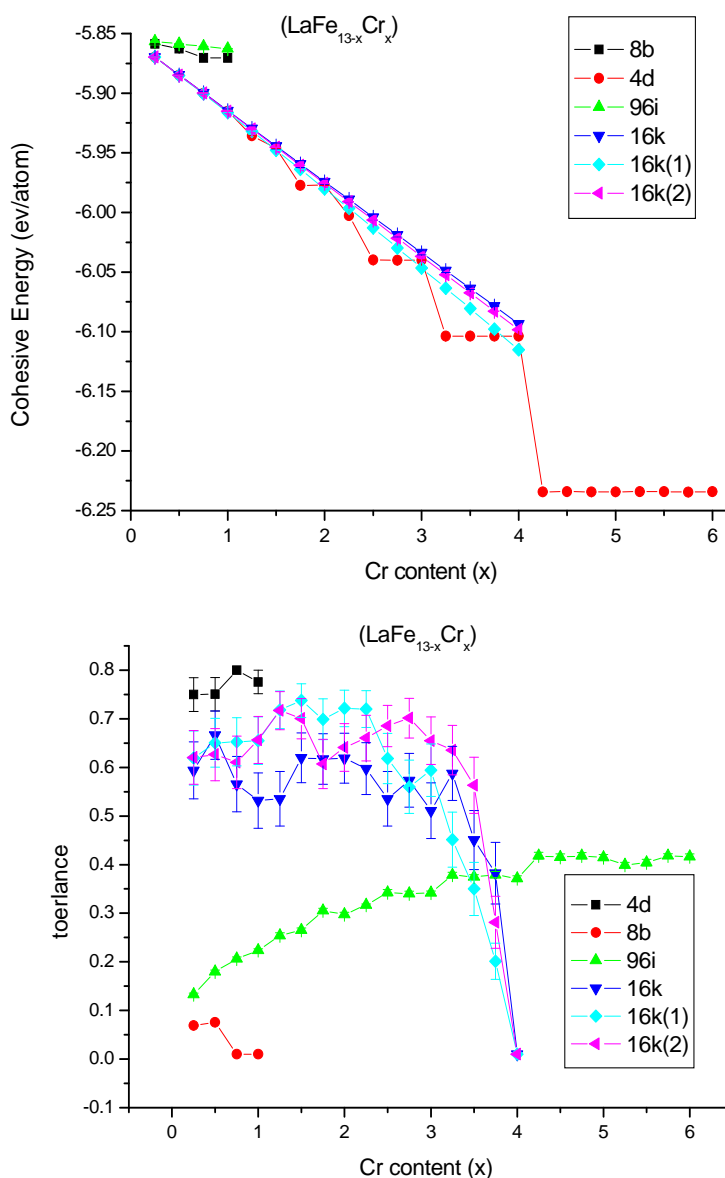 (LaFe13-xCrx)
8b
4d
96i
16k
16k(1)
16k(2)
Cohesive Energy (ev/atom)
-5.85
-5.90
-5.95
-6.00
-6.05
-6.10
-6.15
-6.20
-6.25
0 1 2 3 4 5 6
Cr content (x)
(LaFe13-xCrx)
toerlance
0.8
0.7
0.6
0.5
0.4
0.3
0.2
0.1
0.0
-0.1
4d
8b
96i
16k
16k(1)
16k(2)
0 1 2 3 4 5 6
Cr content (x)